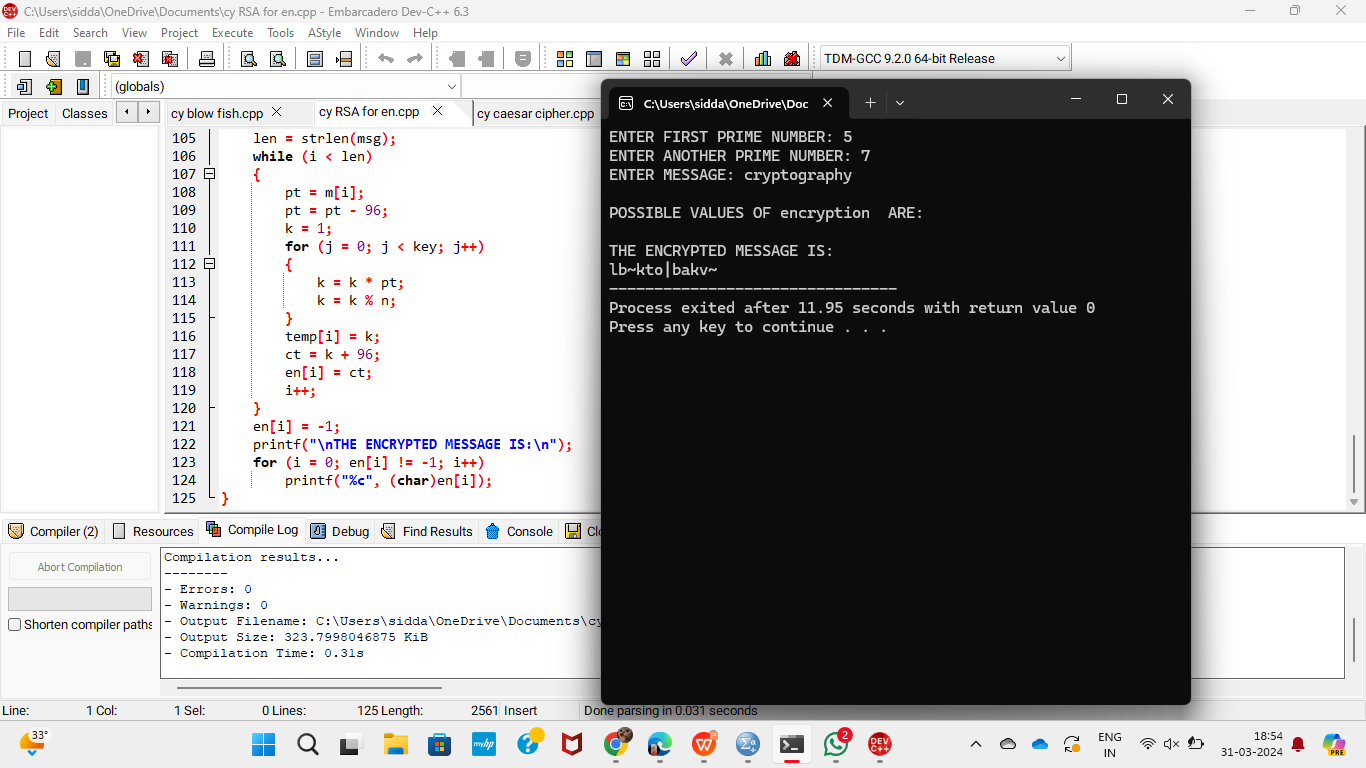 C:\Users\sidda\OneDrive\Documents\cy RSA for en.cpp - Embarcadero Dev-C++ 6.3
File Edit Search View Project Execute Tools AStyle Window Help
TDM-GCC 9.2.0 64-bit Release
(globals)
Project Classes cy blow fish.cpp cy RSA for en.cpp cy caesar cipher.cpp
105 len = strlen(msg);
106 while (i < len)
107 {
108 pt = m[i];
109 pt = pt - 96;
110 k = 1;
111 for (j = 0; j < key; j++)
112 {
113 k = k * pt;
114 k = k % n;
115 }
116 temp[i] = k;
117 ct = k + 96;
118 en[i] = ct;
119 i++;
120 }
121 en[i] = -1;
122 printf("\nTHE ENCRYPTED MESSAGE IS:\n");
123 for (i = 0; en[i] != -1; i++)
124 printf("%c", (char)en[i]);
125 }
C:\Users\sidda\OneDrive\Doc
ENTER FIRST PRIME NUMBER: 5
ENTER ANOTHER PRIME NUMBER: 7
ENTER MESSAGE: cryptography
POSSIBLE VALUES OF encryption ARE:
THE ENCRYPTED MESSAGE IS:
lb~kto|bakv~
--------------------------------
Process exited after 11.95 seconds with return value 0
Press any key to continue . . .
Compiler (2) Resources Compile Log Debug Find Results Console Clo
Abort Compilation
Shorten compiler paths
Compilation results...
--------
- Errors: 0
- Warnings: 0
- Output Filename: C:\Users\sidda\OneDrive\Documents\cy
- Output Size: 323.7998046875 KiB
- Compilation Time: 0.31s
Line: 1 Col: 1 Sel: 0 Lines: 125 Length: 2561 Insert Done parsing in 0.031 seconds
33°
myhp
2
DEV C++
ENG
IN
18:54
31-03-2024
PRE